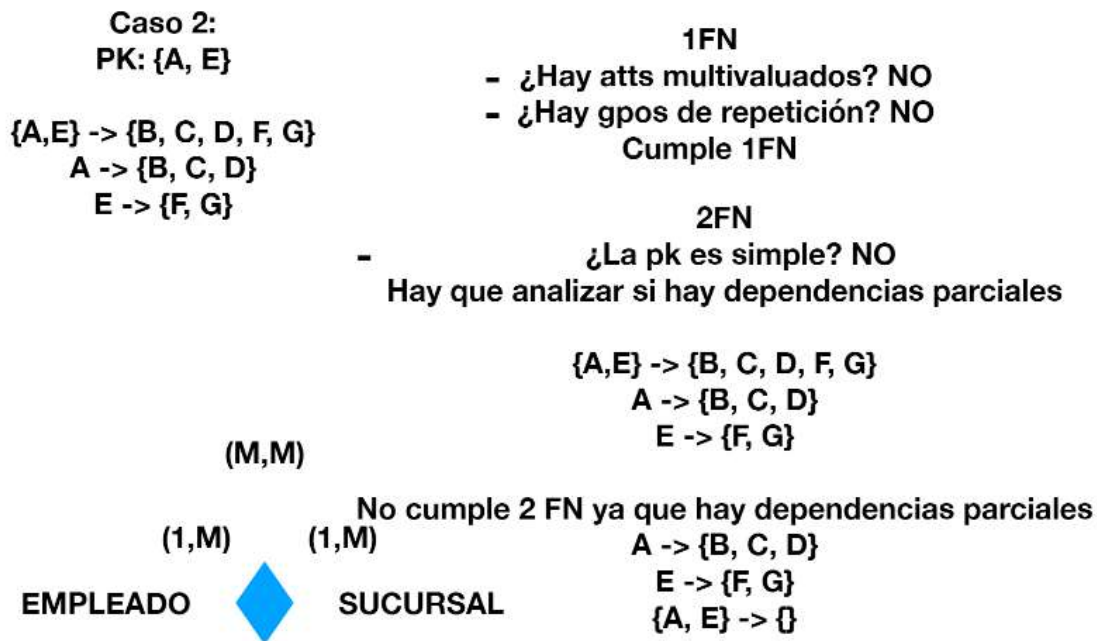 Caso 2:
PK: {A, E}
{A,E} -> {B, C, D, F, G}
A -> {B, C, D}
E -> {F, G}
1FN
- ¿Hay atts multivaluados? NO
- ¿Hay gpos de repetición? NO
Cumple 1FN
2FN
- ¿La pk es simple? NO
Hay que analizar si hay dependencias parciales
{A,E} -> {B, C, D, F, G}
A -> {B, C, D}
E -> {F, G}
No cumple 2 FN ya que hay dependencias parciales
A -> {B, C, D}
E -> {F, G}
{A, E} -> {}
(M,M)
(1,M) (1,M)
EMPLEADO SUCURSAL